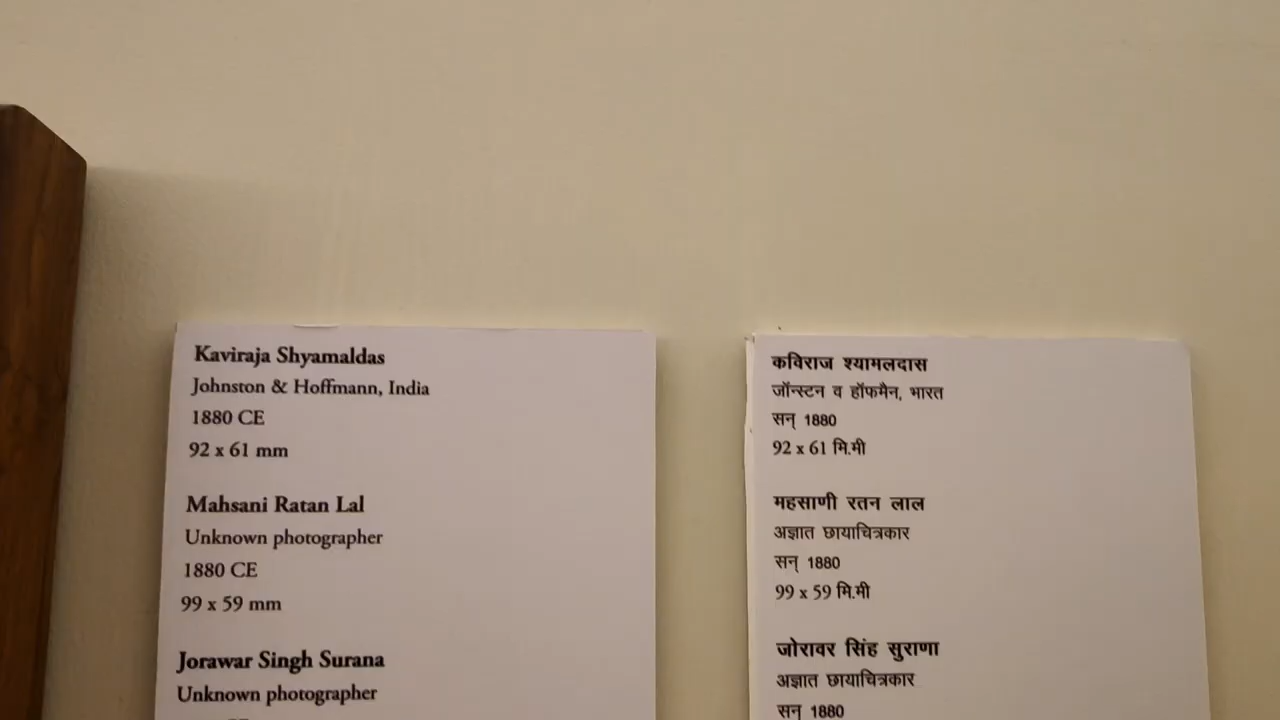 Kaviraja Shyamaldas
Johnston & Hoffmann, India
1880 CE
92 x 61 mm
Mahsani Ratan Lal
Unknown photographer
1880 CE
99 x 59 mm
Jorawar Singh Surana
Unknown photographer
कविराज श्यामलदास
जॉन्स्टन व हॉफमैन, भारत
सन् 1880
92 x 61 मि.मी
महसाणी रतन लाल
अज्ञात छायाचित्रकार
सन् 1880
99 x 59 मि.मी
जोरावर सिंह सुराणा
अज्ञात छायाचित्रकार
सन् 1880